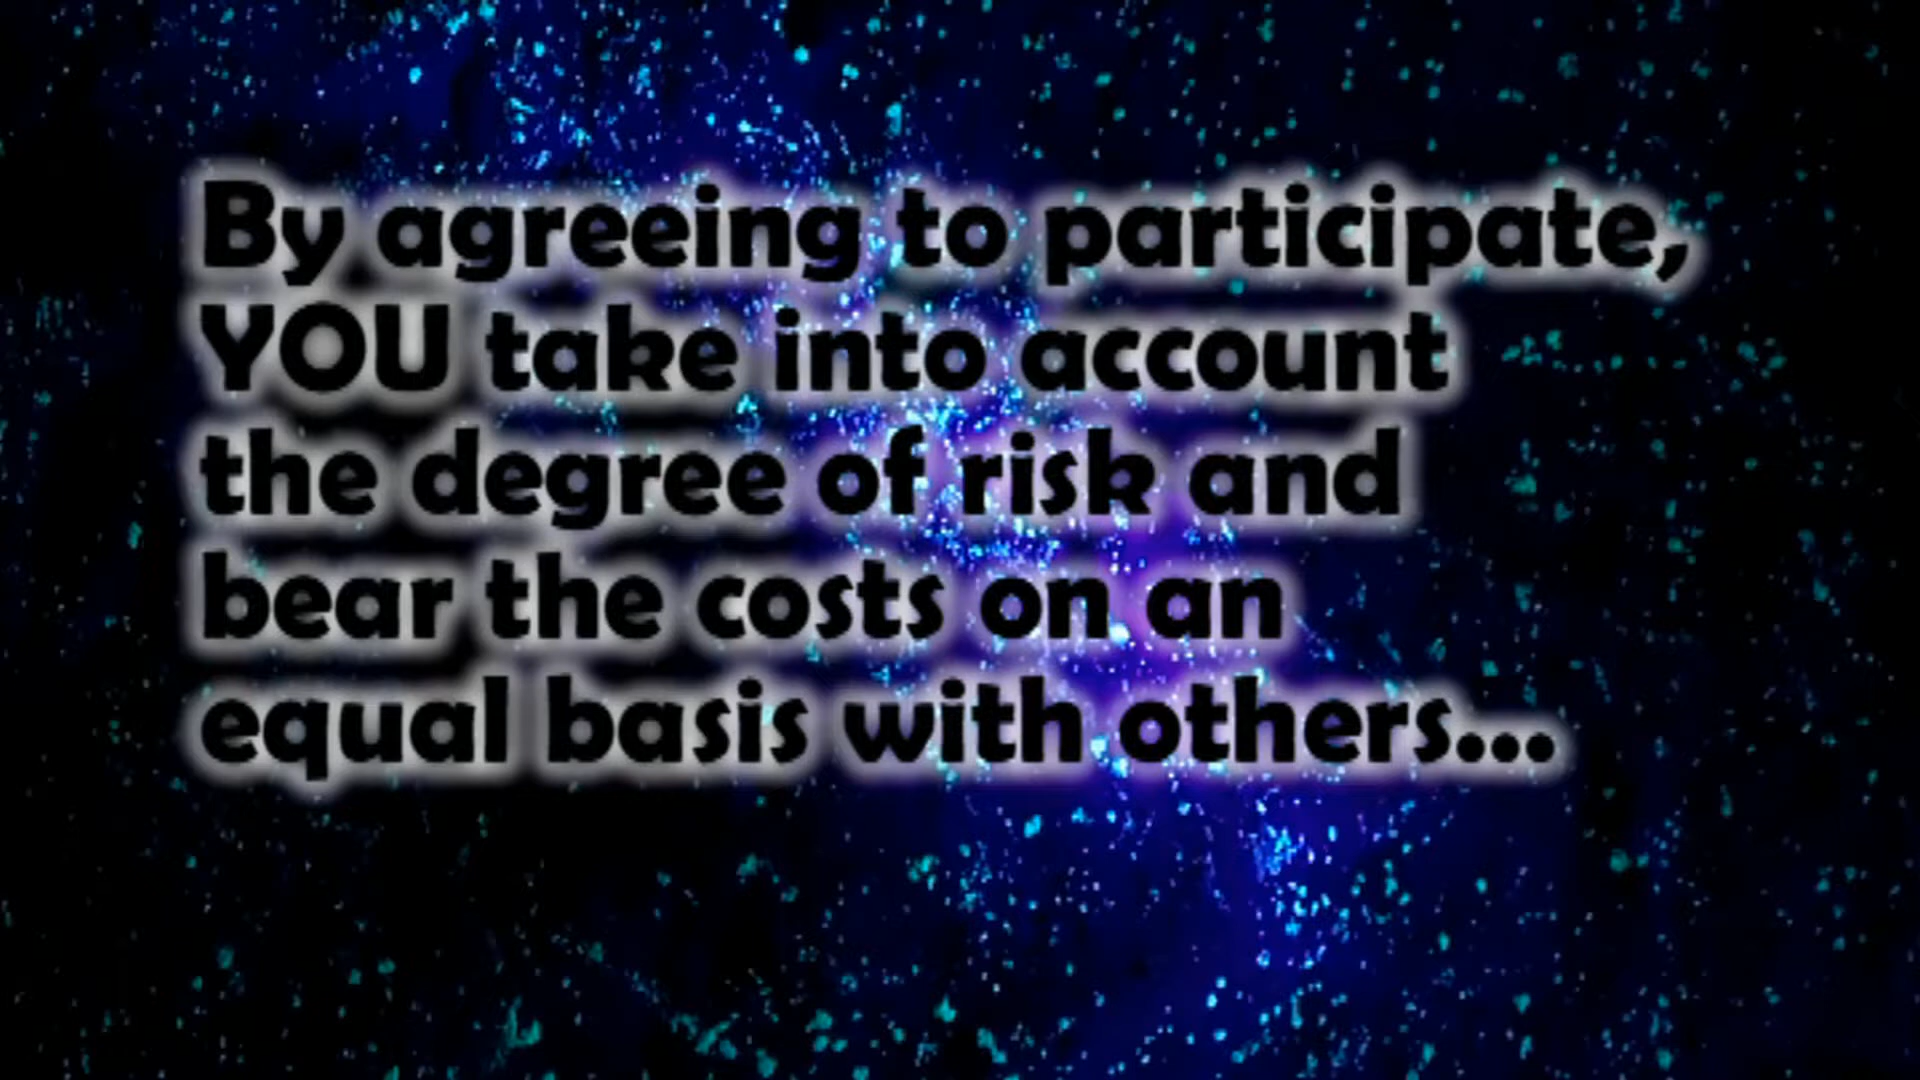 By agreeing to participate,
YOU take into account
the degree of risk and
bear the costs on an
equal basis with others...